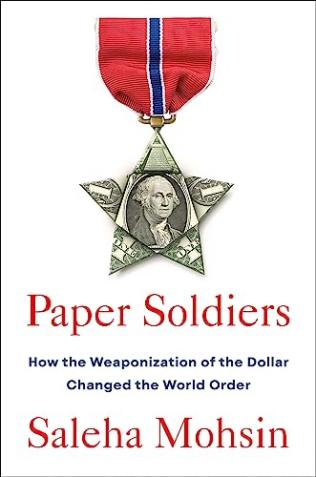 Paper Soldiers
How the Weaponization of the Dollar
Changed the World Order
Saleha Mohsin